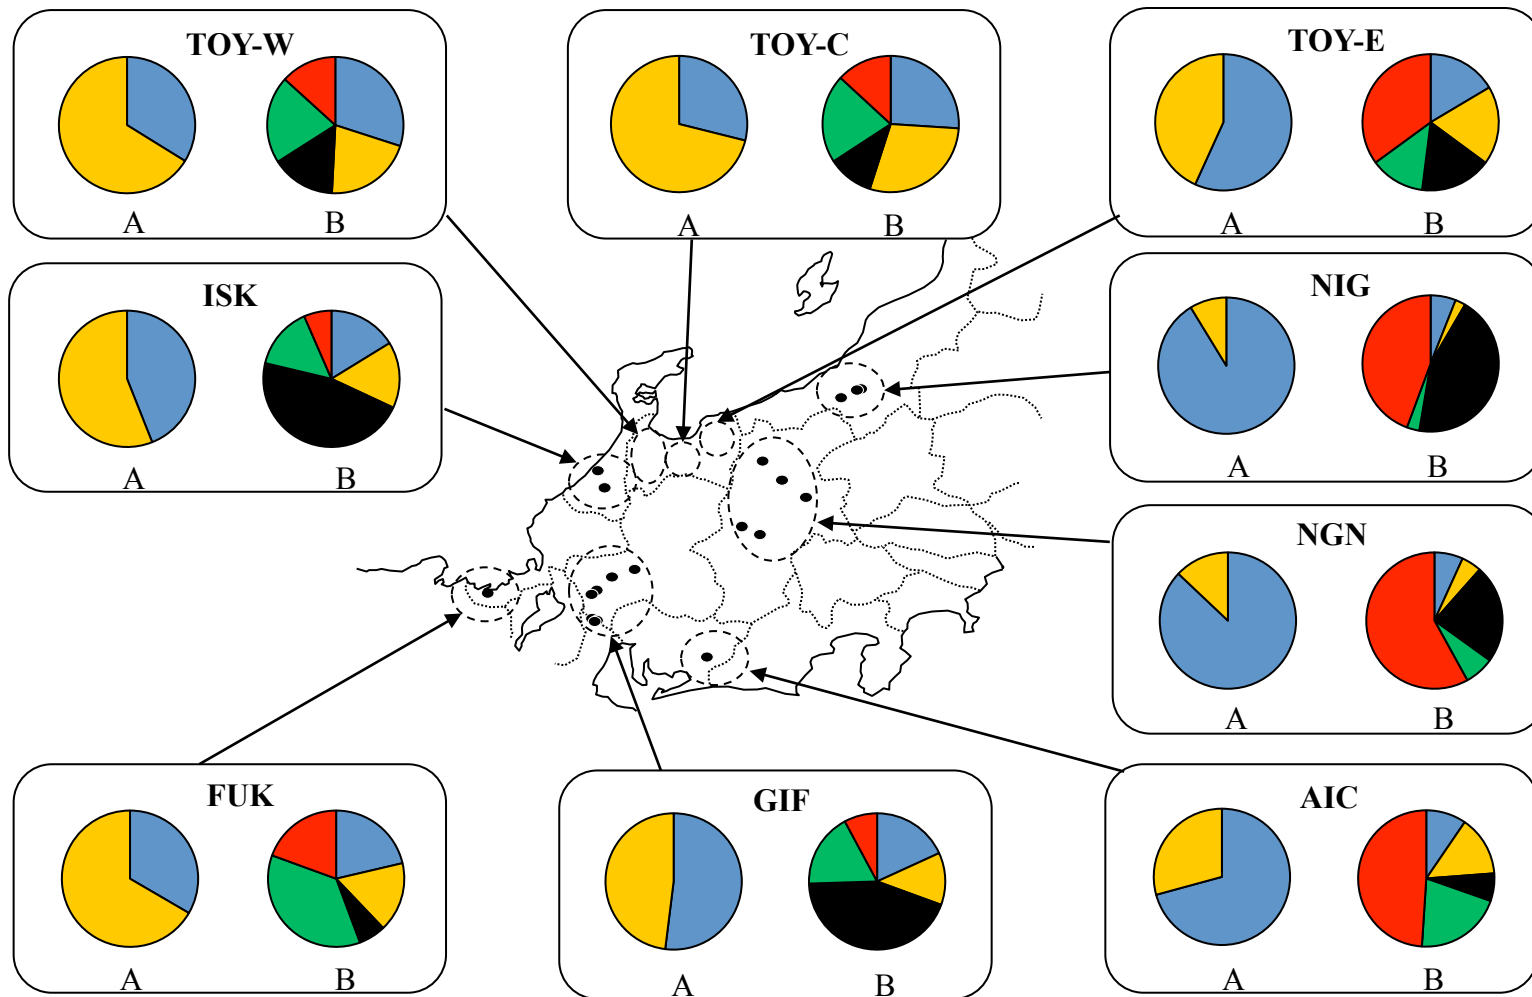 TOY-W
A B
TOY-C
A B
TOY-E
A B
ISK
A B
NIG
A B
NGN
A B
FUK
A B
GIF
A B
AIC
A B